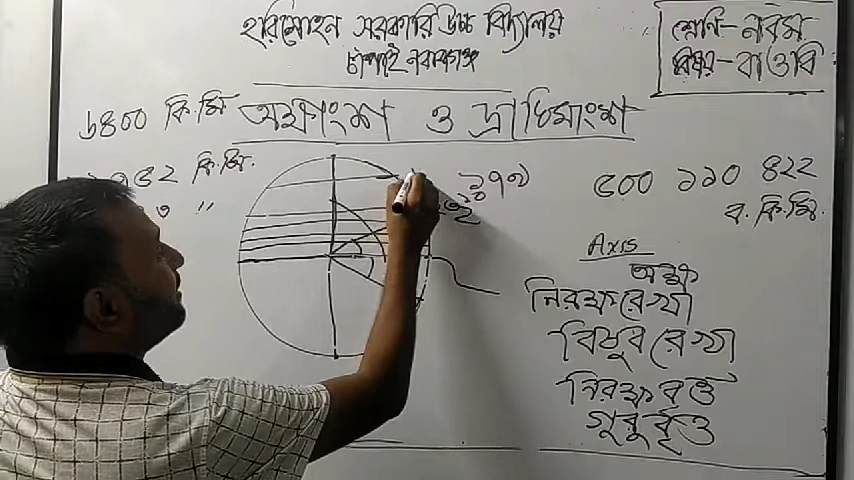 হরিমোহন সরকারি উচ্চ বিদ্যালয়
চাঁপাই নবাবগঞ্জ
শ্রেণি-নবম
বিষয়-বাওবি
৬৪০০ কি.মি
অক্ষাংশ ও দ্রাঘিমাংশ
কি.মি.
৫০০ ১১০ ৪২২
ব.কি.মি.
Axis
অক্ষ
নিরক্ষরেখা
বিষুবরেখা
নিরক্ষবৃত্ত
গুরুবৃত্ত